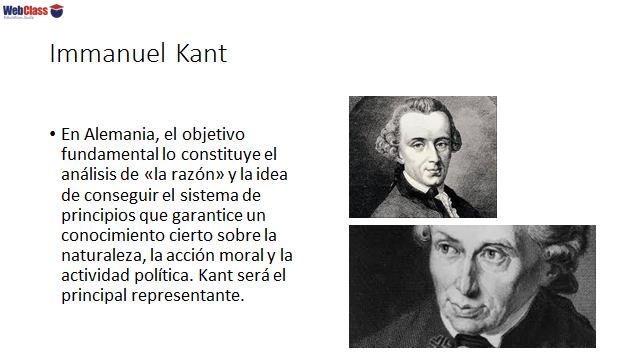 WebClass
Immanuel Kant
• En Alemania, el objetivo
fundamental lo constituye el
análisis de «la razón» y la idea
de conseguir el sistema de
principios que garantice un
conocimiento cierto sobre la
naturaleza, la acción moral y la
actividad política. Kant será el
principal representante.